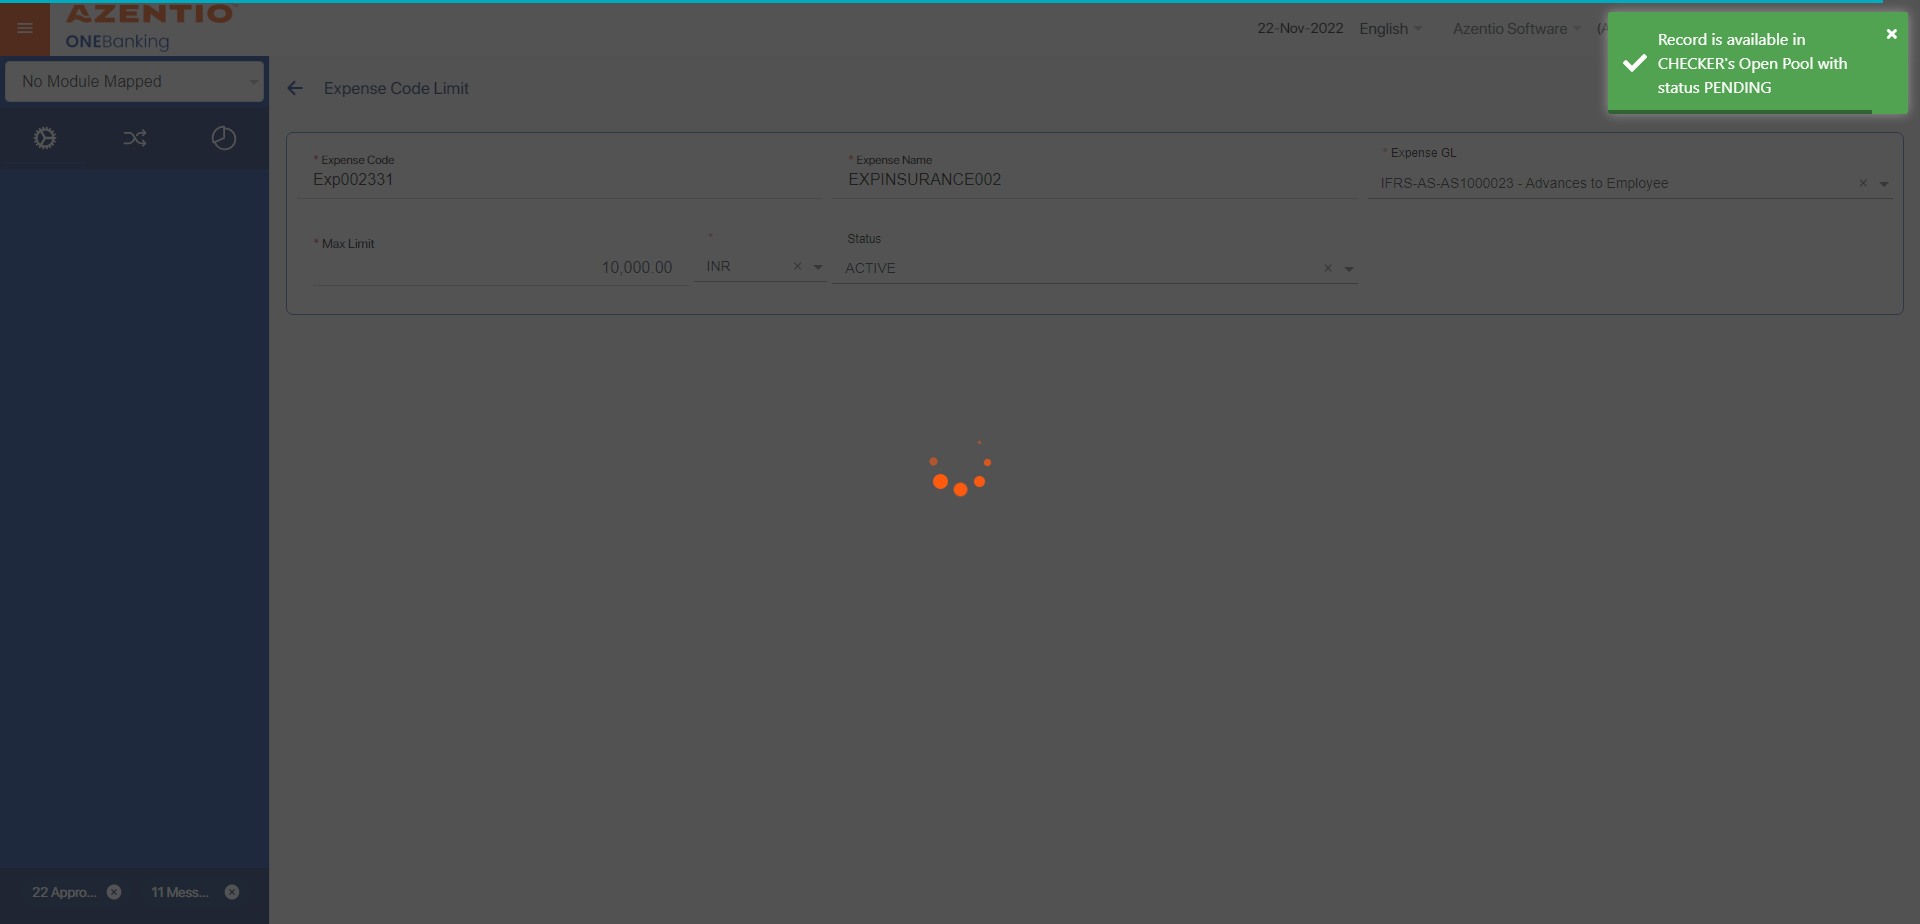 AZENTIO
ONEBanking
22-Nov-2022
English
Azentio Software
(A
Record is available in
CHECKER's Open Pool with
status PENDING
No Module Mapped
Expense Code Limit
* Expense Code
Exp002331
* Expense Name
EXPINSURANCE002
* Expense GL
IFRS-AS-AS1000023 - Advances to Employee
* Max Limit
10,000.00
*
INR
Status
ACTIVE
22 Appro...
11 Mess...